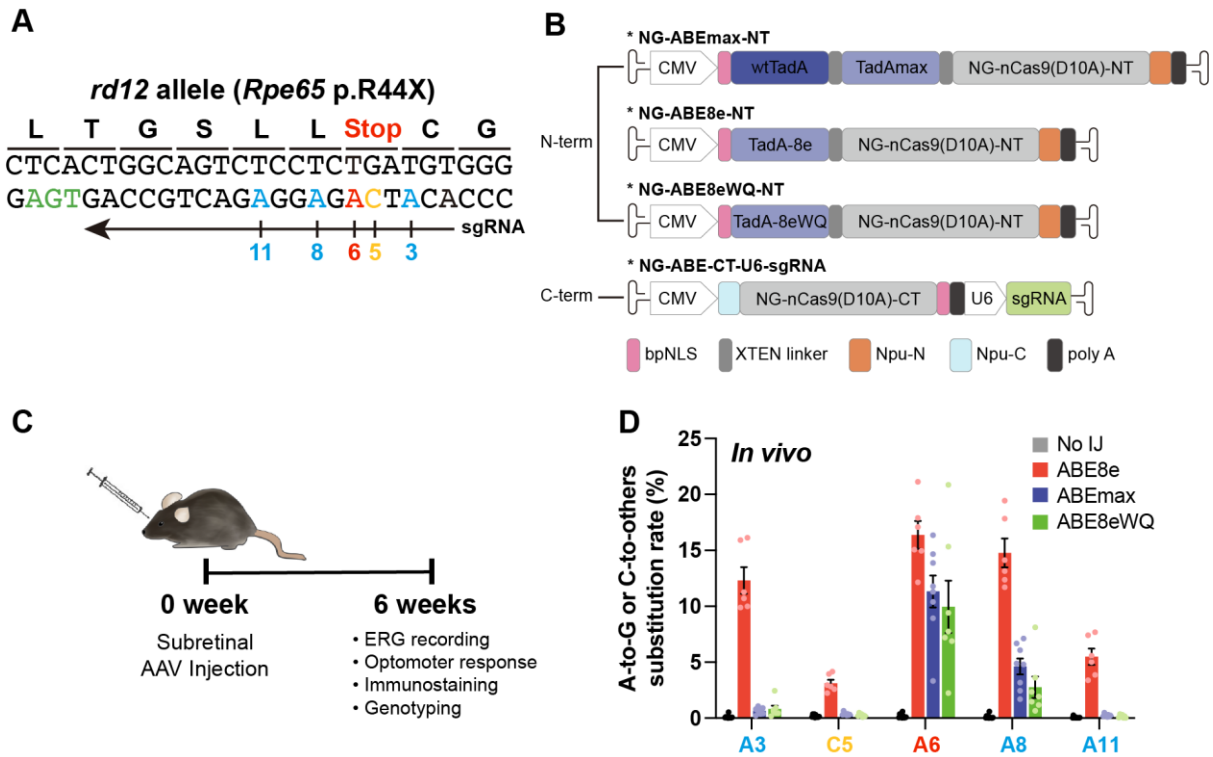 A
rd12 allele (Rpe65 p.R44X)
L T G S L L Stop C G
CTCACTGGCAGTCTCCTCTGATGTGGG
GAGTGACCGTCAGAGGAGACTACACCC
sgRNA
11 8 6 5 3
B
* NG-ABEmax-NT
CMV wtTadA TadAmax NG-nCas9(D10A)-NT
* NG-ABE8e-NT
N-term
CMV TadA-8e NG-nCas9(D10A)-NT
* NG-ABE8eWQ-NT
CMV TadA-8eWQ NG-nCas9(D10A)-NT
* NG-ABE-CT-U6-sgRNA
C-term CMV NG-nCas9(D10A)-CT U6 sgRNA
bpNLS XTEN linker Npu-N Npu-C poly A
C
0 week 6 weeks
Subretinal
AAV Injection
• ERG recording
• Optomoter response
• Immunostaining
• Genotyping
D
In vivo
A-to-G or C-to-others
substitution rate (%)
25
20
15
10
5
0
No IJ
ABE8e
ABEmax
ABE8eWQ
A3 C5 A6 A8 A11